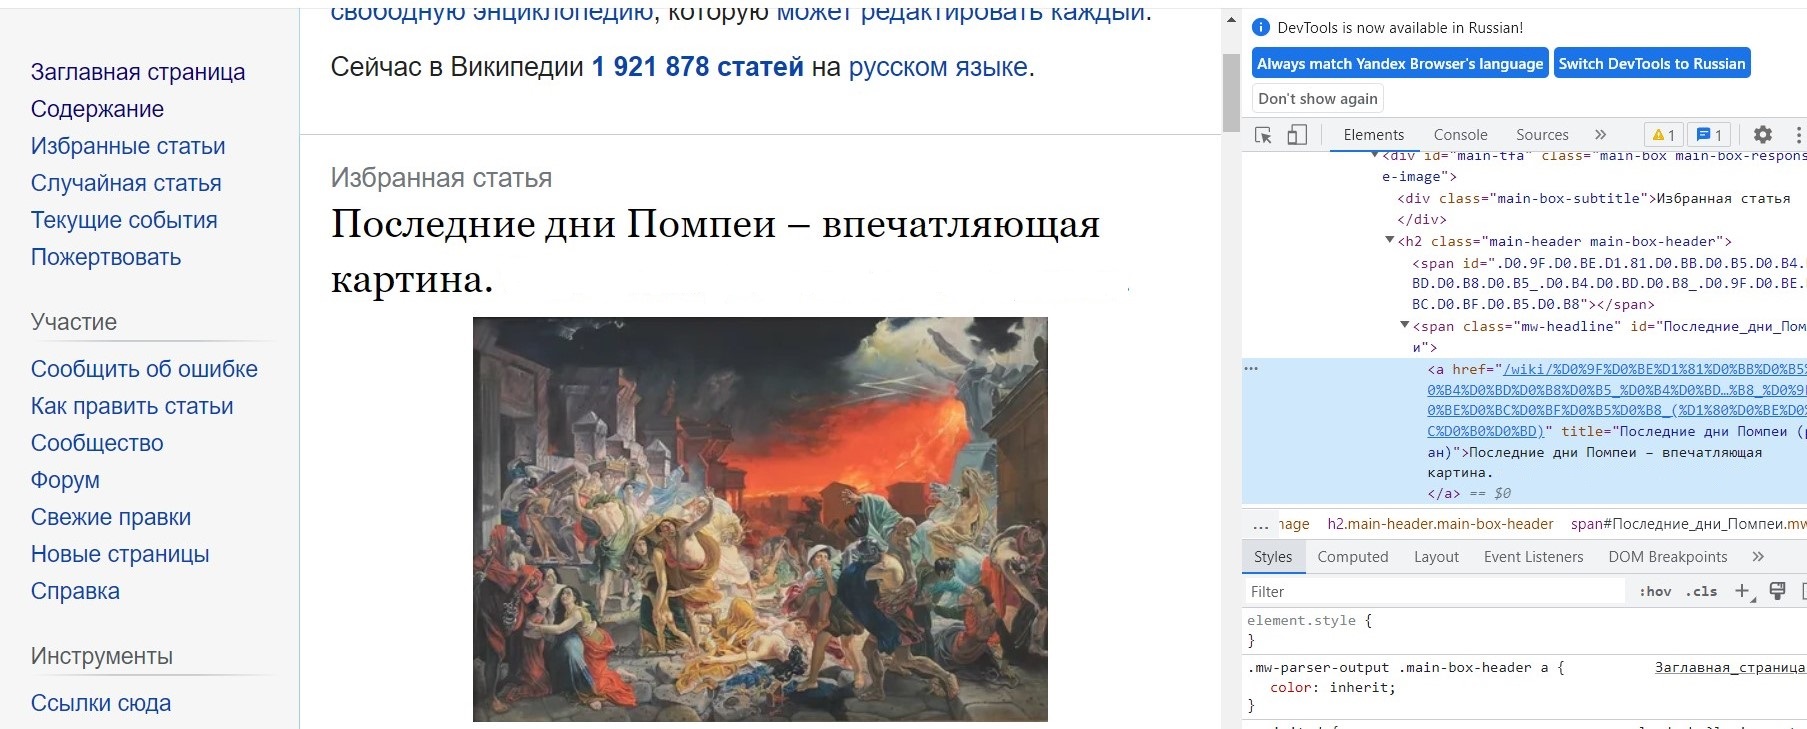 свободную энциклопедию, которую может редактировать каждый.
Сейчас в Википедии 1 921 878 статей на русском языке.
Заглавная страница
Содержание
Избранные статьи
Случайная статья
Текущие события
Пожертвовать
Участие
Сообщить об ошибке
Как править статьи
Сообщество
Форум
Свежие правки
Новые страницы
Справка
Инструменты
Ссылки сюда
Избранная статья
Последние дни Помпеи – впечатляющая
картина.
DevTools is now available in Russian!
Always match Yandex Browser's language
Switch DevTools to Russian
Don't show again
Elements Console Sources » 1 1
<div id="main-tfa" class="main-box main-box-respons
e-image">
<div class="main-box-subtitle">Избранная статья
</div>
<h2 class="main-header main-box-header">
<span id=".D0.9F.D0.BE.D1.81.D0.BB.D0.B5.D0.B4.
BD.D0.B8.D0.B5_.D0.B4.D0.BD.D0.B8_.D0.9F.D0.BE.
BC.D0.BF.D0.B5.D0.B8"></span>
<span class="mw-headline" id="Последние_дни_Пом
и">
<a href="/wiki/%D0%9F%D0%BE%D1%81%D0%BB%D0%B5%
0%B4%D0%BD%D0%B8%D0%B5_%D0%B4%D0%BD…%B8_%D0%9
0%BE%D0%BC%D0%BF%D0%B5%D0%B8_(%D1%80%D0%BE%D0
C%D0%B0%D0%BD)" title="Последние дни Помпеи (р
ан)">Последние дни Помпеи – впечатляющая
картина.
</a> == $0
... nage h2.main-header.main-box-header span#Последние_дни_Помпеи.mw
Styles Computed Layout Event Listeners DOM Breakpoints »
Filter :hov .cls +
element.style {
}
.mw-parser-output .main-box-header a { Заглавная_страница
color: inherit;
}